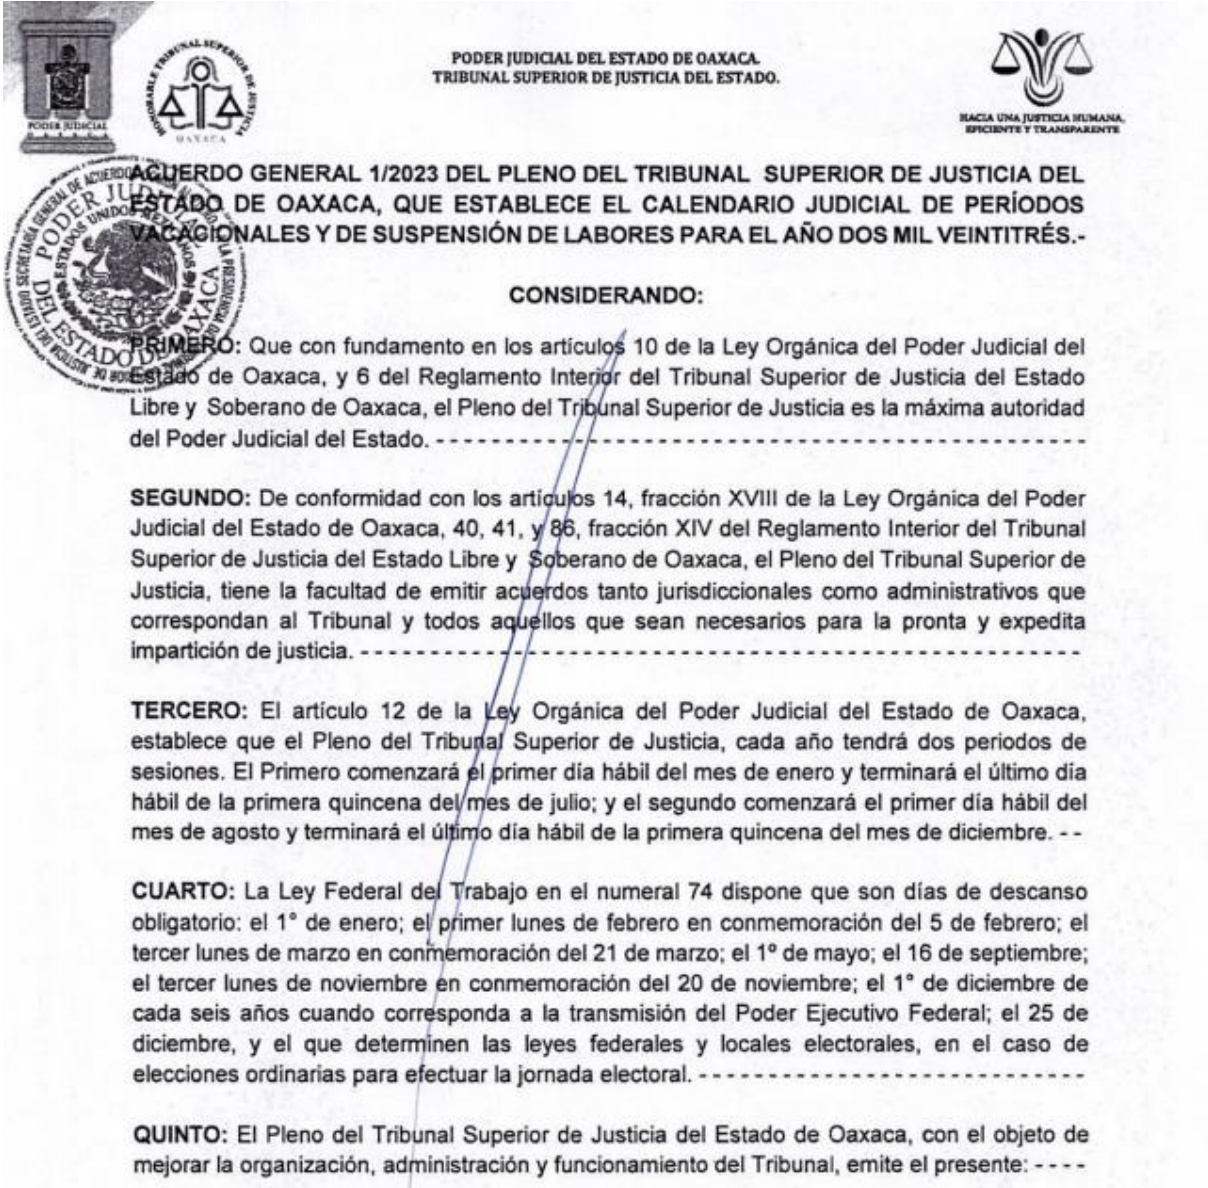 PODER JUDICIAL DEL ESTADO DE OAXACA.
TRIBUNAL SUPERIOR DE JUSTICIA DEL ESTADO.
PODER JUDICIAL
HONORABLE TRIBUNAL SUPERIOR DE JUSTICIA
OAXACA
HACIA UNA JUSTICIA HUMANA,
EFICIENTE Y TRANSPARENTE
ACUERDO GENERAL 1/2023 DEL PLENO DEL TRIBUNAL SUPERIOR DE JUSTICIA DEL
ESTADO DE OAXACA, QUE ESTABLECE EL CALENDARIO JUDICIAL DE PERÍODOS
VACACIONALES Y DE SUSPENSIÓN DE LABORES PARA EL AÑO DOS MIL VEINTITRÉS.-
PODER JUDICIAL
DEL ESTADO DE OAXACA
ESTADOS UNIDOS MEXICANOS
CONSIDERANDO:
PRIMERO: Que con fundamento en los artículos 10 de la Ley Orgánica del Poder Judicial del
Estado de Oaxaca, y 6 del Reglamento Interior del Tribunal Superior de Justicia del Estado
Libre y Soberano de Oaxaca, el Pleno del Tribunal Superior de Justicia es la máxima autoridad
del Poder Judicial del Estado. - - - - - - - - - - - - - - - - - - - - - - - - - - - - - - - - - - - - - - - - - - - - - - -
SEGUNDO: De conformidad con los artículos 14, fracción XVIII de la Ley Orgánica del Poder
Judicial del Estado de Oaxaca, 40, 41, y 86, fracción XIV del Reglamento Interior del Tribunal
Superior de Justicia del Estado Libre y Soberano de Oaxaca, el Pleno del Tribunal Superior de
Justicia, tiene la facultad de emitir acuerdos tanto jurisdiccionales como administrativos que
correspondan al Tribunal y todos aquellos que sean necesarios para la pronta y expedita
impartición de justicia. - - - - - - - - - - - - - - - - - - - - - - - - - - - - - - - - - - - - - - - - - - - - - - - - - - - -
TERCERO: El artículo 12 de la Ley Orgánica del Poder Judicial del Estado de Oaxaca,
establece que el Pleno del Tribunal Superior de Justicia, cada año tendrá dos periodos de
sesiones. El Primero comenzará el primer día hábil del mes de enero y terminará el último día
hábil de la primera quincena del mes de julio; y el segundo comenzará el primer día hábil del
mes de agosto y terminará el último día hábil de la primera quincena del mes de diciembre. - -
CUARTO: La Ley Federal del Trabajo en el numeral 74 dispone que son días de descanso
obligatorio: el 1° de enero; el primer lunes de febrero en conmemoración del 5 de febrero; el
tercer lunes de marzo en conmemoración del 21 de marzo; el 1º de mayo; el 16 de septiembre;
el tercer lunes de noviembre en conmemoración del 20 de noviembre; el 1° de diciembre de
cada seis años cuando corresponda a la transmisión del Poder Ejecutivo Federal; el 25 de
diciembre, y el que determinen las leyes federales y locales electorales, en el caso de
elecciones ordinarias para efectuar la jornada electoral. - - - - - - - - - - - - - - - - - - - - - - - - - - - -
QUINTO: El Pleno del Tribunal Superior de Justicia del Estado de Oaxaca, con el objeto de
mejorar la organización, administración y funcionamiento del Tribunal, emite el presente: - - - -